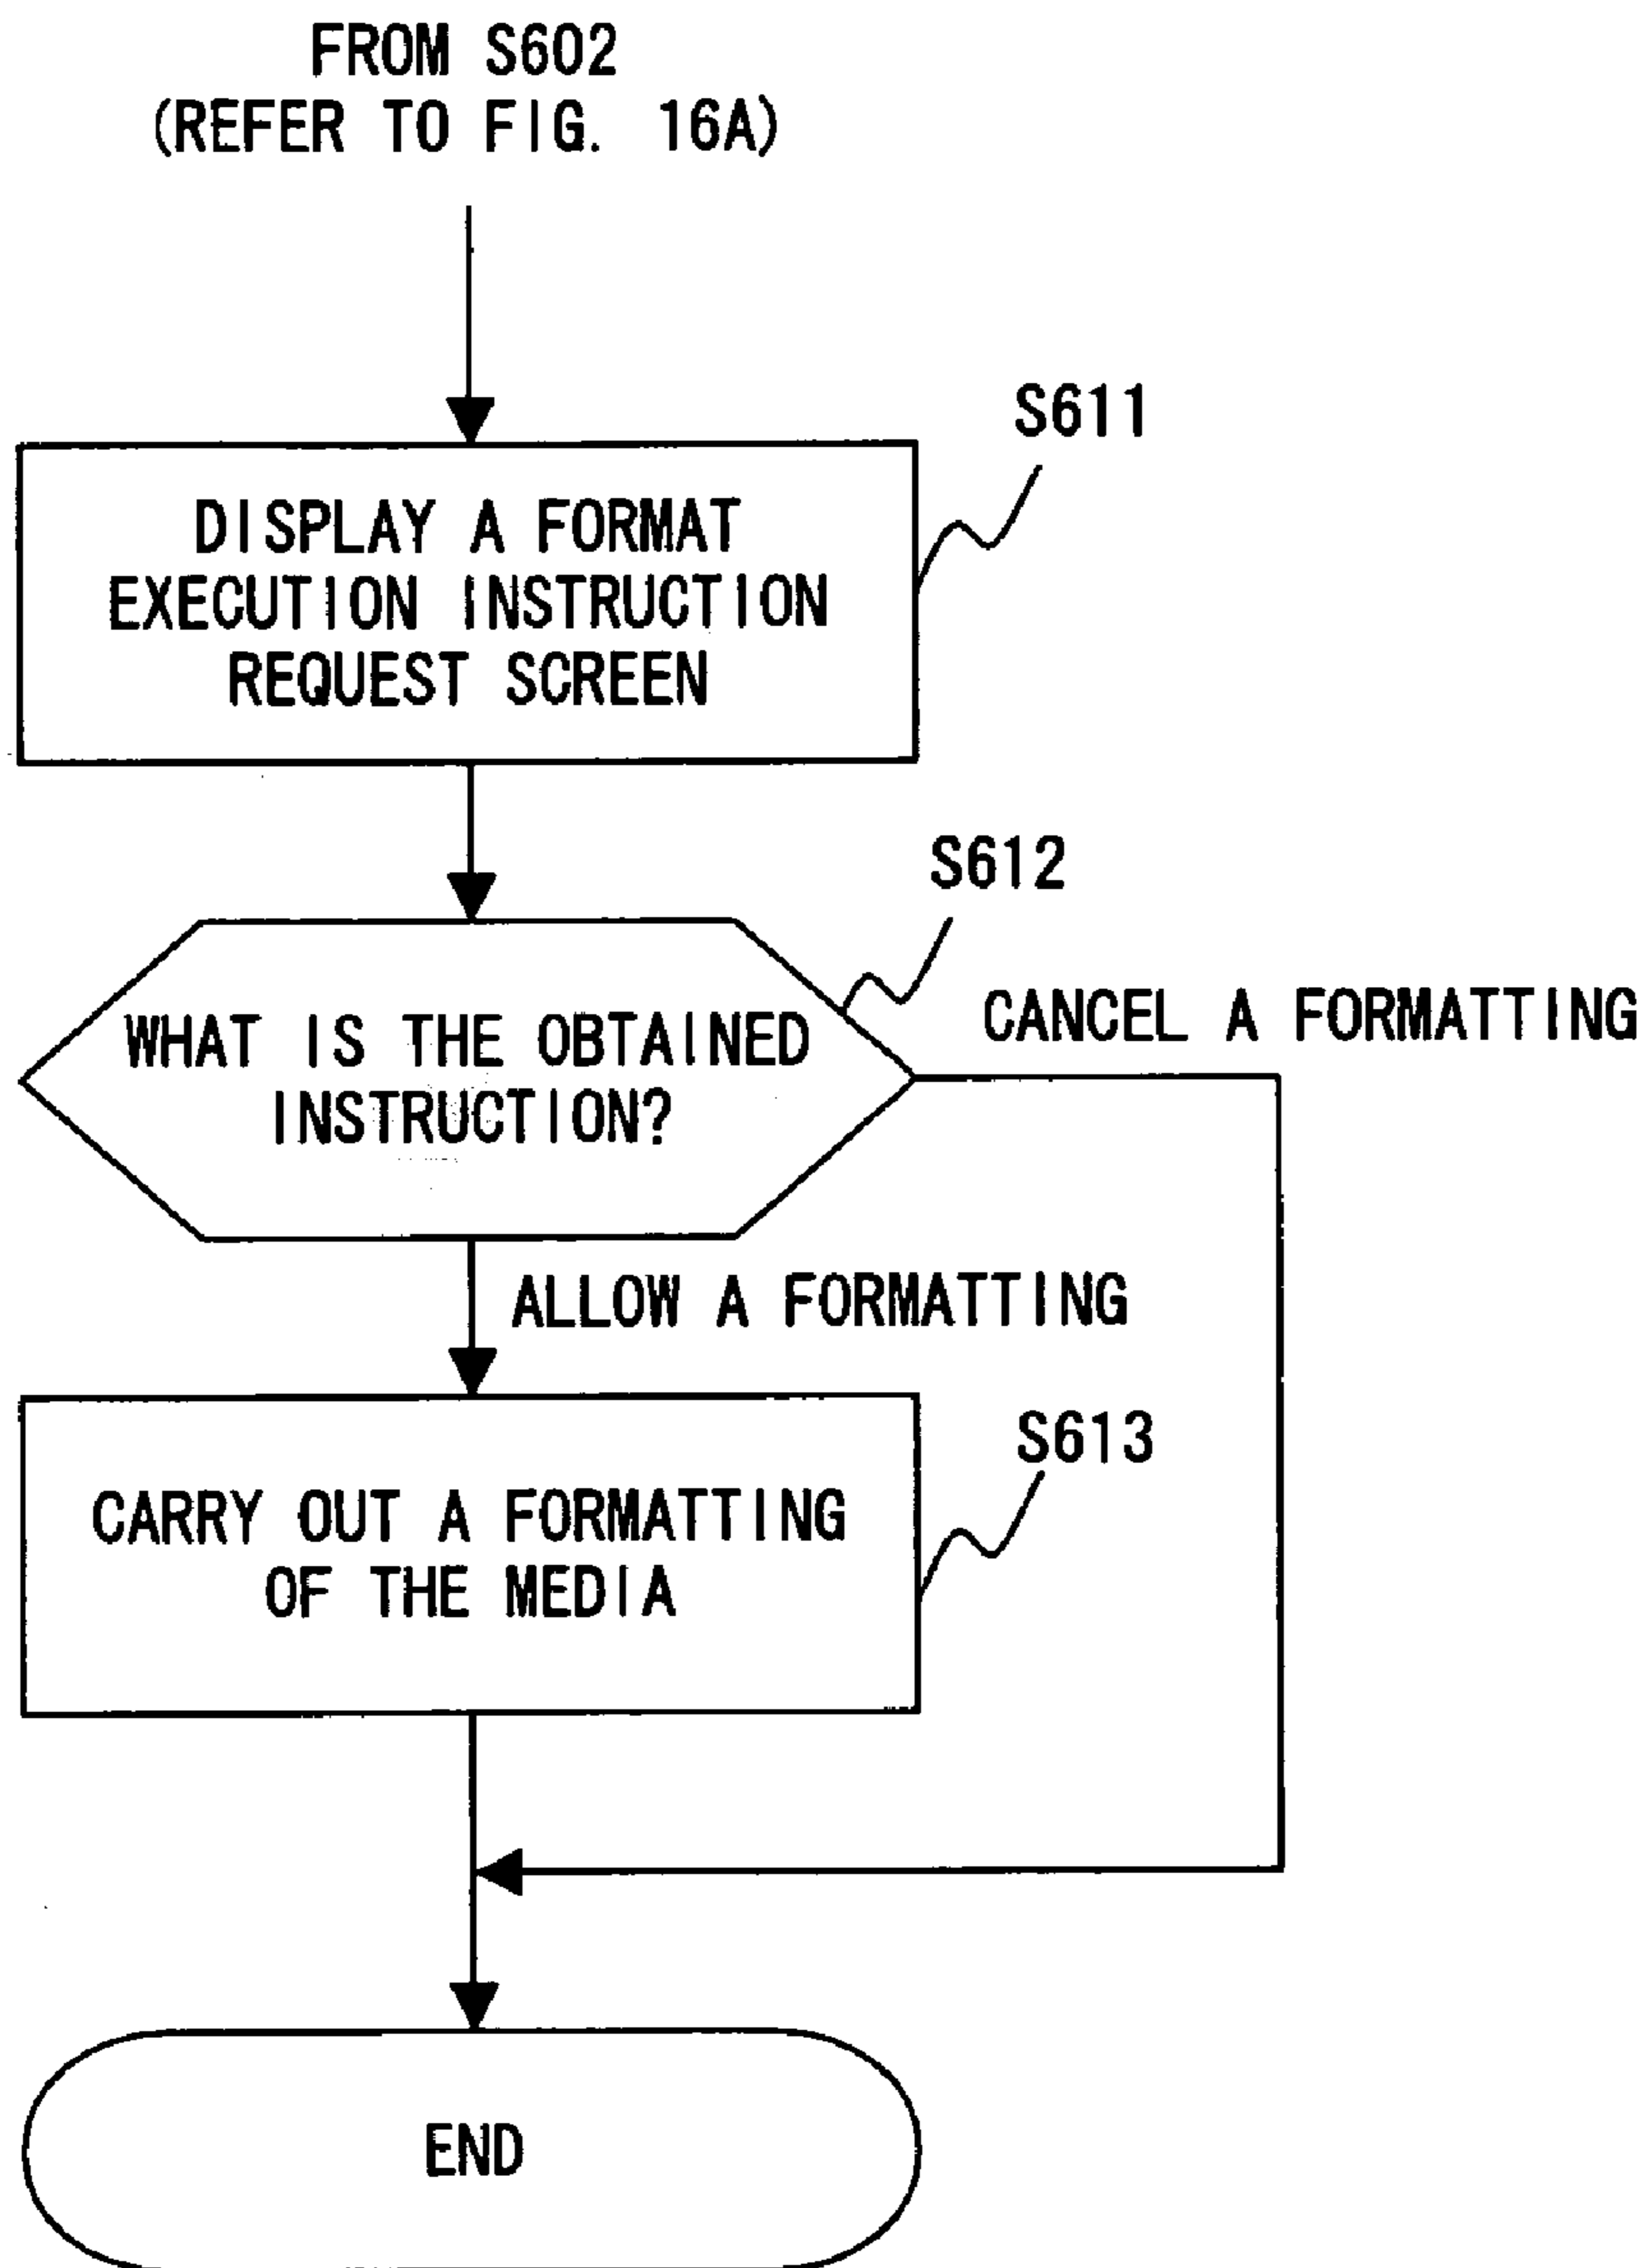 FROM S602
(REFER TO FIG. 16A)
S611
DISPLAY A FORMAT
EXECUTION INSTRUCTION
REQUEST SCREEN
S612
CANCEL A FORMATTING
WHAT IS THE OBTAINED
INSTRUCTION?
ALLOW A FORMATTING
S613
CARRY OUT A FORMATTING
OF THE MEDIA
END